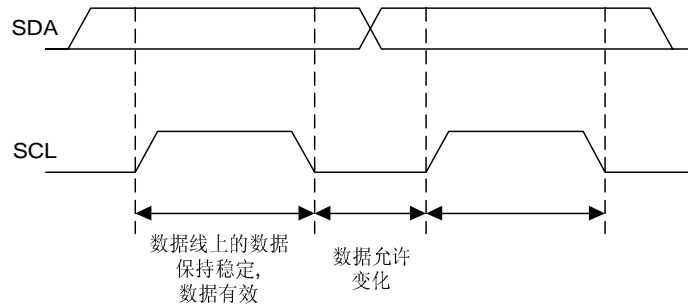 SDA
SCL
数据线上的数据
保持稳定,
数据有效
数据允许
变化